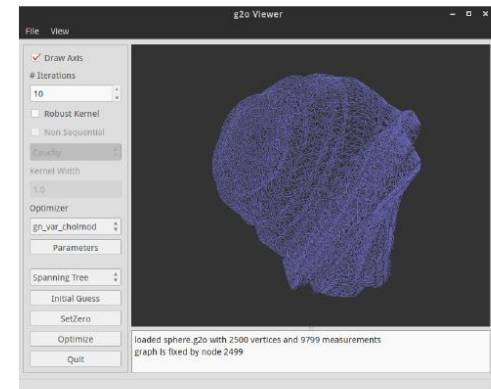 g2o Viewer
File View
Draw Axis
# Iterations
10
Robust Kernel
Non Sequential
Cauchy
Kernel Width
1.0
Optimizer
gn_var_cholmod
Parameters
Spanning Tree
Initial Guess
SetZero
Optimize
Quit
loaded sphere.g2o with 2500 vertices and 9799 measurements
graph is fixed by node 2499